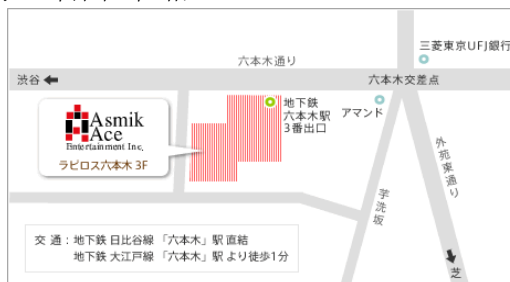 三菱東京UFJ銀行
六本木通り
渋谷
六本木交差点
地下鉄
六本木駅
3番出口
アマンド
Asmik
Ace
Entertainment Inc.
ラピロス六本木 3F
外苑東通り
芋洗坂
交 通：地下鉄 日比谷線 「六本木」駅 直結
地下鉄 大江戸線 「六本木」駅 より徒歩1分
芝